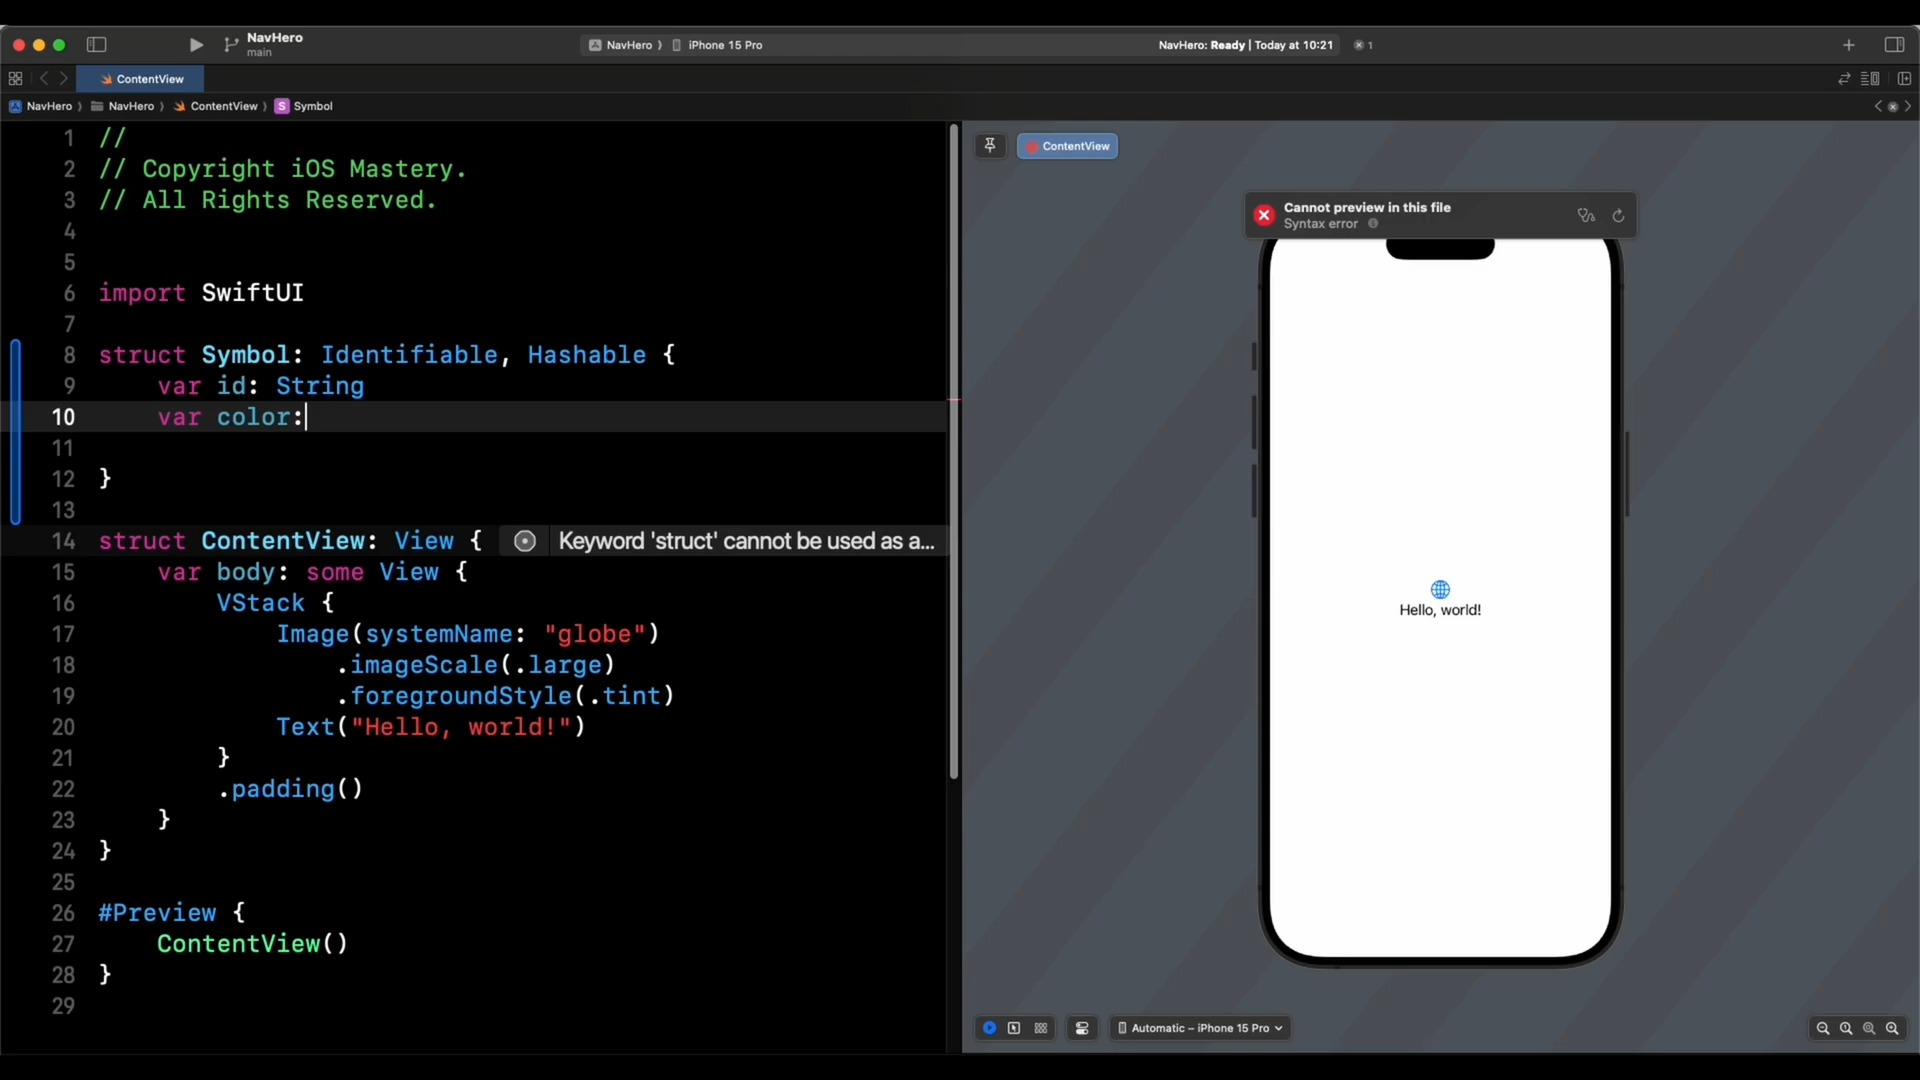 NavHero
main
NavHero ⟩ iPhone 15 Pro
NavHero: Ready | Today at 10:21
1
ContentView
NavHero ⟩ NavHero ⟩ ContentView ⟩ S Symbol
1 //
2 // Copyright iOS Mastery.
3 // All Rights Reserved.
4
5
6 import SwiftUI
7
8 struct Symbol: Identifiable, Hashable {
9 var id: String
10 var color:
11
12 }
13
14 struct ContentView: View { Keyword 'struct' cannot be used as a...
15 var body: some View {
16 VStack {
17 Image(systemName: "globe")
18 .imageScale(.large)
19 .foregroundStyle(.tint)
20 Text("Hello, world!")
21 }
22 .padding()
23 }
24 }
25
26 #Preview {
27 ContentView()
28 }
29
ContentView
Cannot preview in this file
Syntax error
Hello, world!
Automatic – iPhone 15 Pro